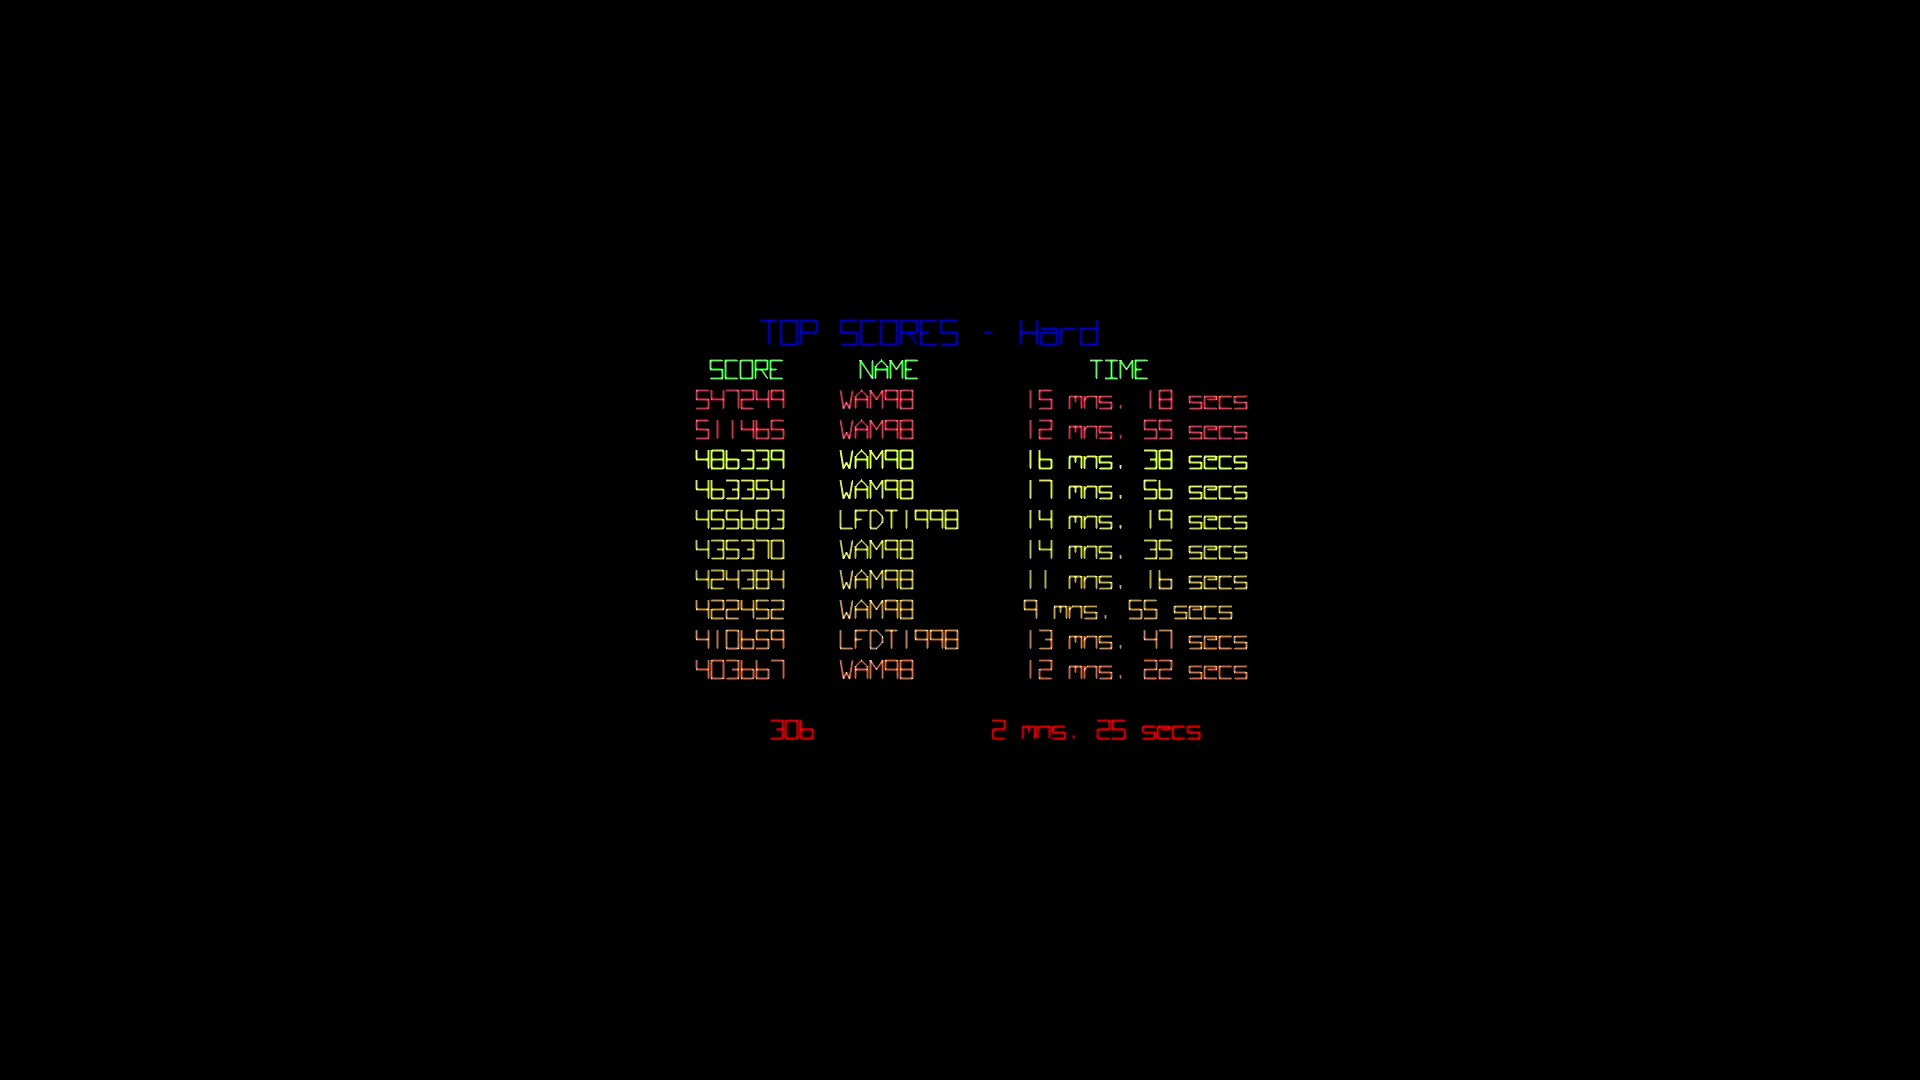 TOP SCORES - Hard
SCORE NAME TIME
547249 WAM98 15 mns. 18 secs
511465 WAM98 12 mns. 55 secs
486339 WAM98 16 mns. 38 secs
463354 WAM98 17 mns. 56 secs
455683 LFDT1998 14 mns. 19 secs
435370 WAM98 14 mns. 35 secs
424384 WAM98 11 mns. 16 secs
422452 WAM98 9 mns. 55 secs
410659 LFDT1998 13 mns. 47 secs
403667 WAM98 12 mns. 22 secs
306 2 mns. 25 secs